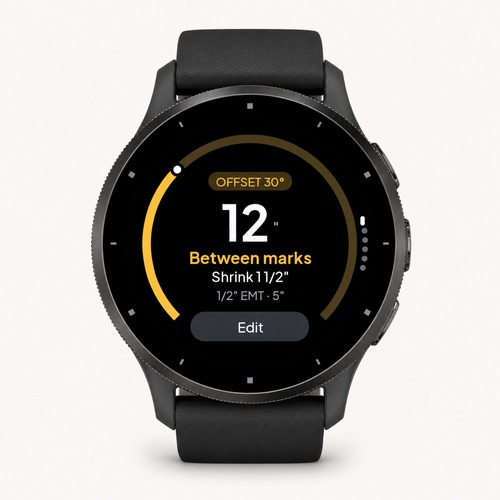 OFFSET 30°
12"
Between marks
Shrink 1 1/2"
1/2" EMT · 5"
Edit